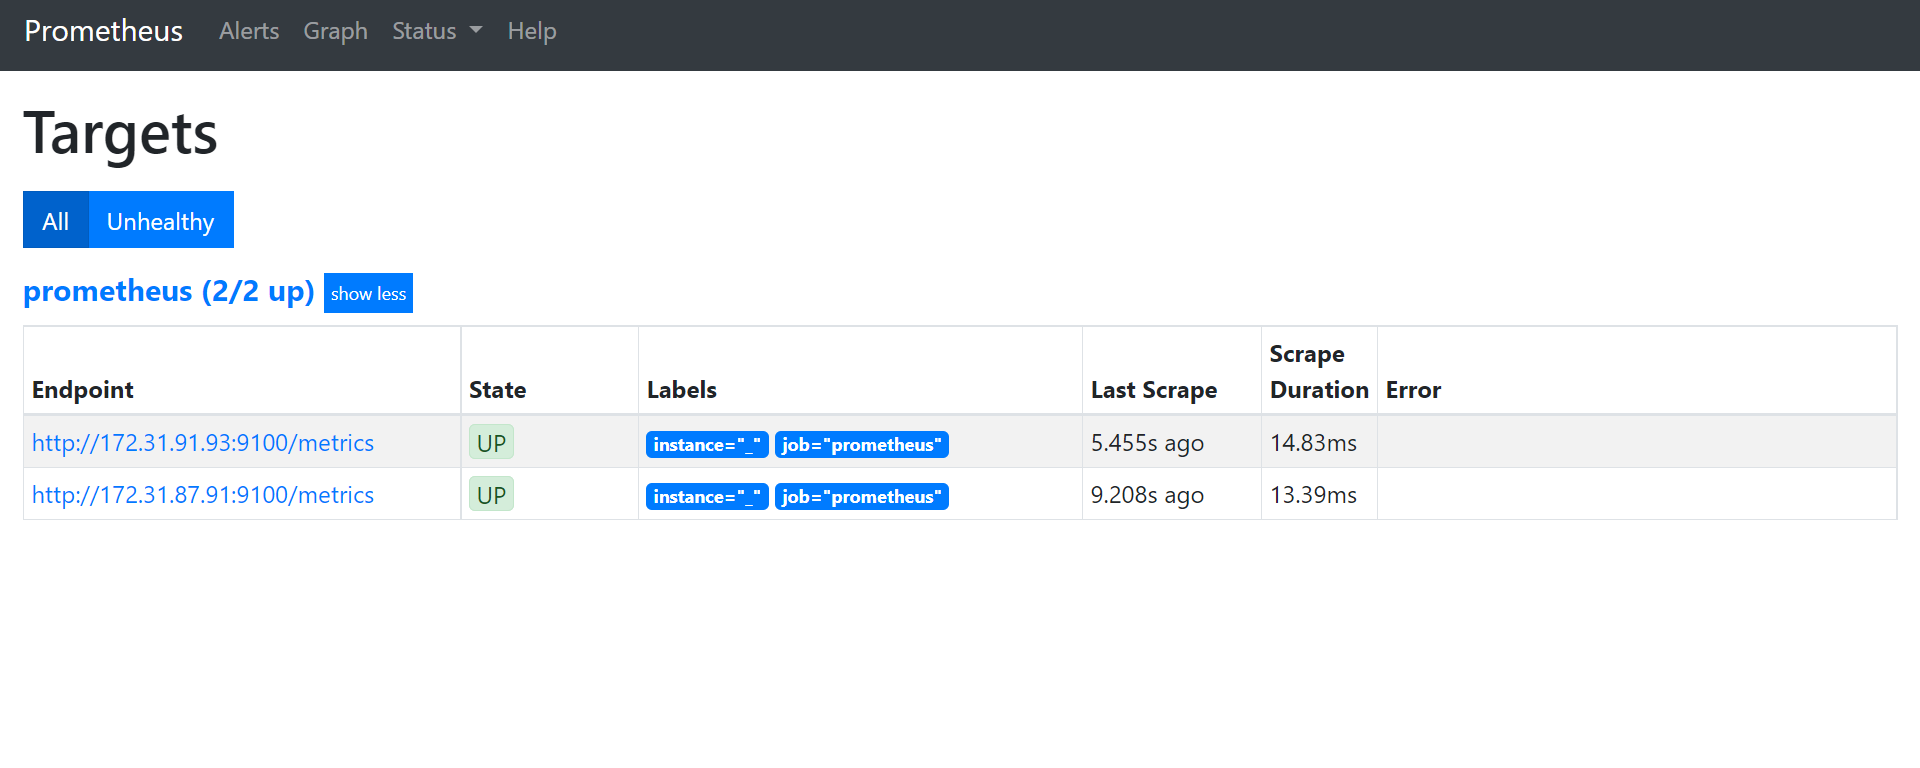 Prometheus Alerts Graph Status Help
Targets
All Unhealthy
prometheus (2/2 up) show less
Endpoint State Labels Last Scrape Scrape Duration Error
http://172.31.91.93:9100/metrics UP instance="_" job="prometheus" 5.455s ago 14.83ms
http://172.31.87.91:9100/metrics UP instance="_" job="prometheus" 9.208s ago 13.39ms